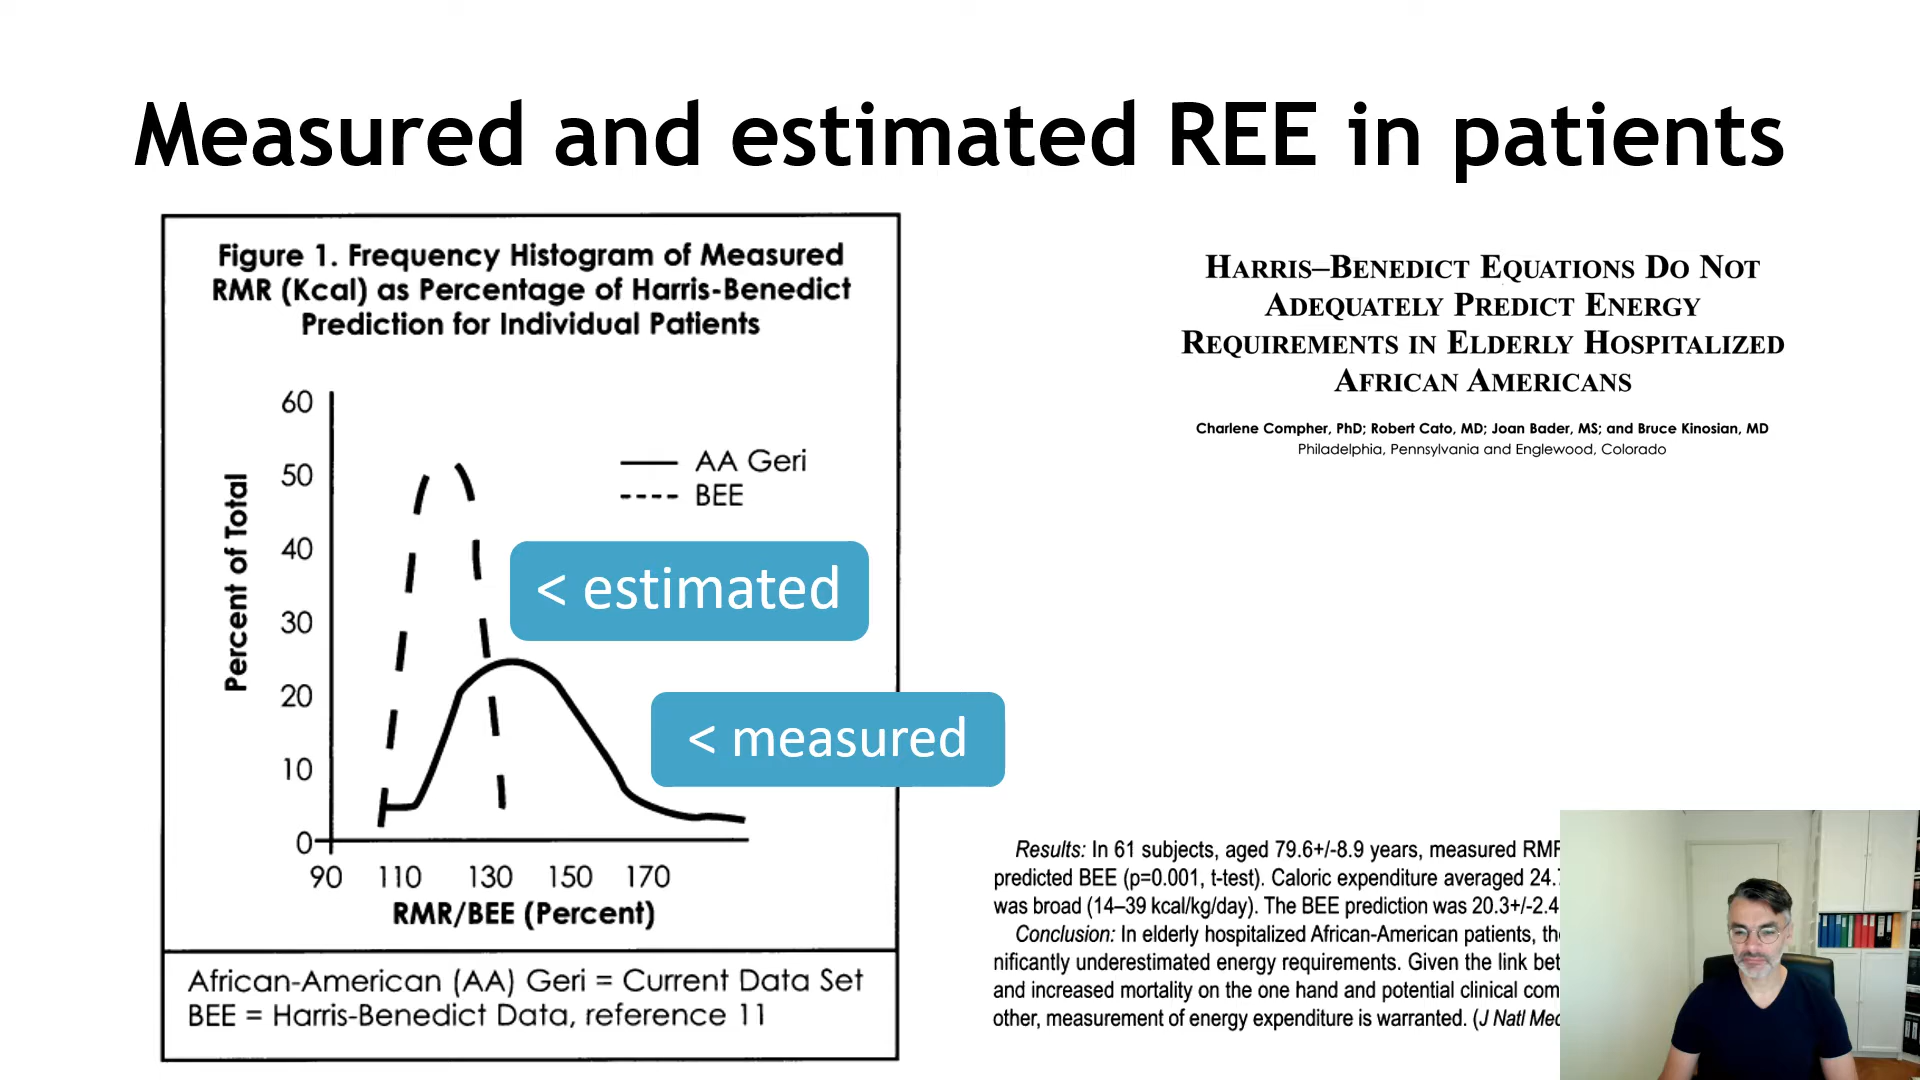 Measured and estimated REE in patients
Figure 1. Frequency Histogram of Measured
RMR (Kcal) as Percentage of Harris-Benedict
Prediction for Individual Patients
60
50
40
30
20
10
0
Percent of Total
AA Geri
BEE
< estimated
< measured
90 110 130 150 170
RMR/BEE (Percent)
African-American (AA) Geri = Current Data Set
BEE = Harris-Benedict Data, reference 11
HARRIS–BENEDICT EQUATIONS DO NOT
ADEQUATELY PREDICT ENERGY
REQUIREMENTS IN ELDERLY HOSPITALIZED
AFRICAN AMERICANS
Charlene Compher, PhD; Robert Cato, MD; Joan Bader, MS; and Bruce Kinosian, MD
Philadelphia, Pennsylvania and Englewood, Colorado
Results: In 61 subjects, aged 79.6+/-8.9 years, measured
predicted BEE (p=0.001, t-test). Caloric expenditure averaged 24.
was broad (14–39 kcal/kg/day). The BEE prediction was 20.3+/-2.4
Conclusion: In elderly hospitalized African-American patients,
nificantly underestimated energy requirements. Given the link
and increased mortality on the one hand and potential clinical
other, measurement of energy expenditure is warranted. (J Natl